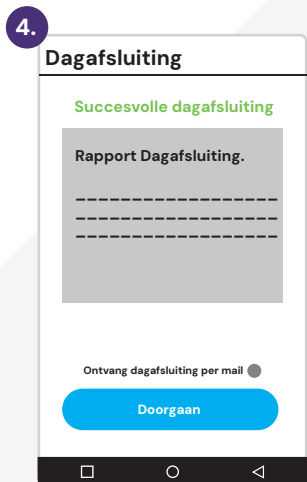 4.
Dagafsluiting
Succesvolle dagafsluiting
Rapport Dagafsluiting.
Ontvang dagafsluiting per mail
Doorgaan